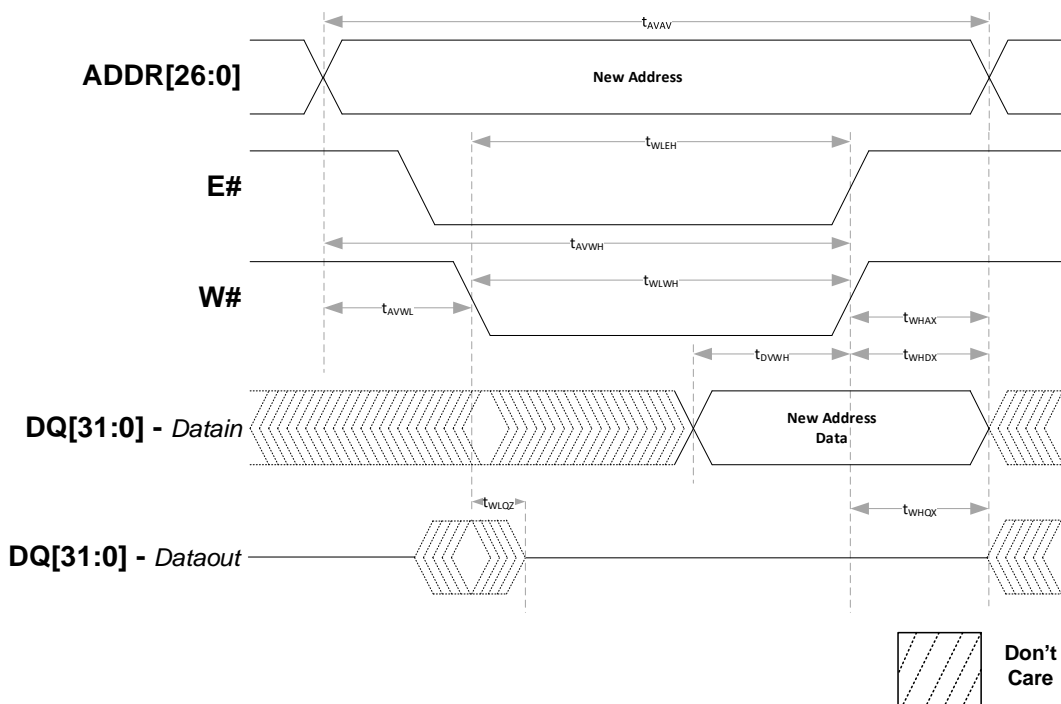 tAVAV
ADDR[26:0]
New Address
tWLEH
E#
tAVWH
W#
tWLWH
tAVWL
tWHAX
tDVWH
tWHDX
DQ[31:0] - Datain
New Address
Data
tWLQZ
tWHQX
DQ[31:0] - Dataout
Don't
Care